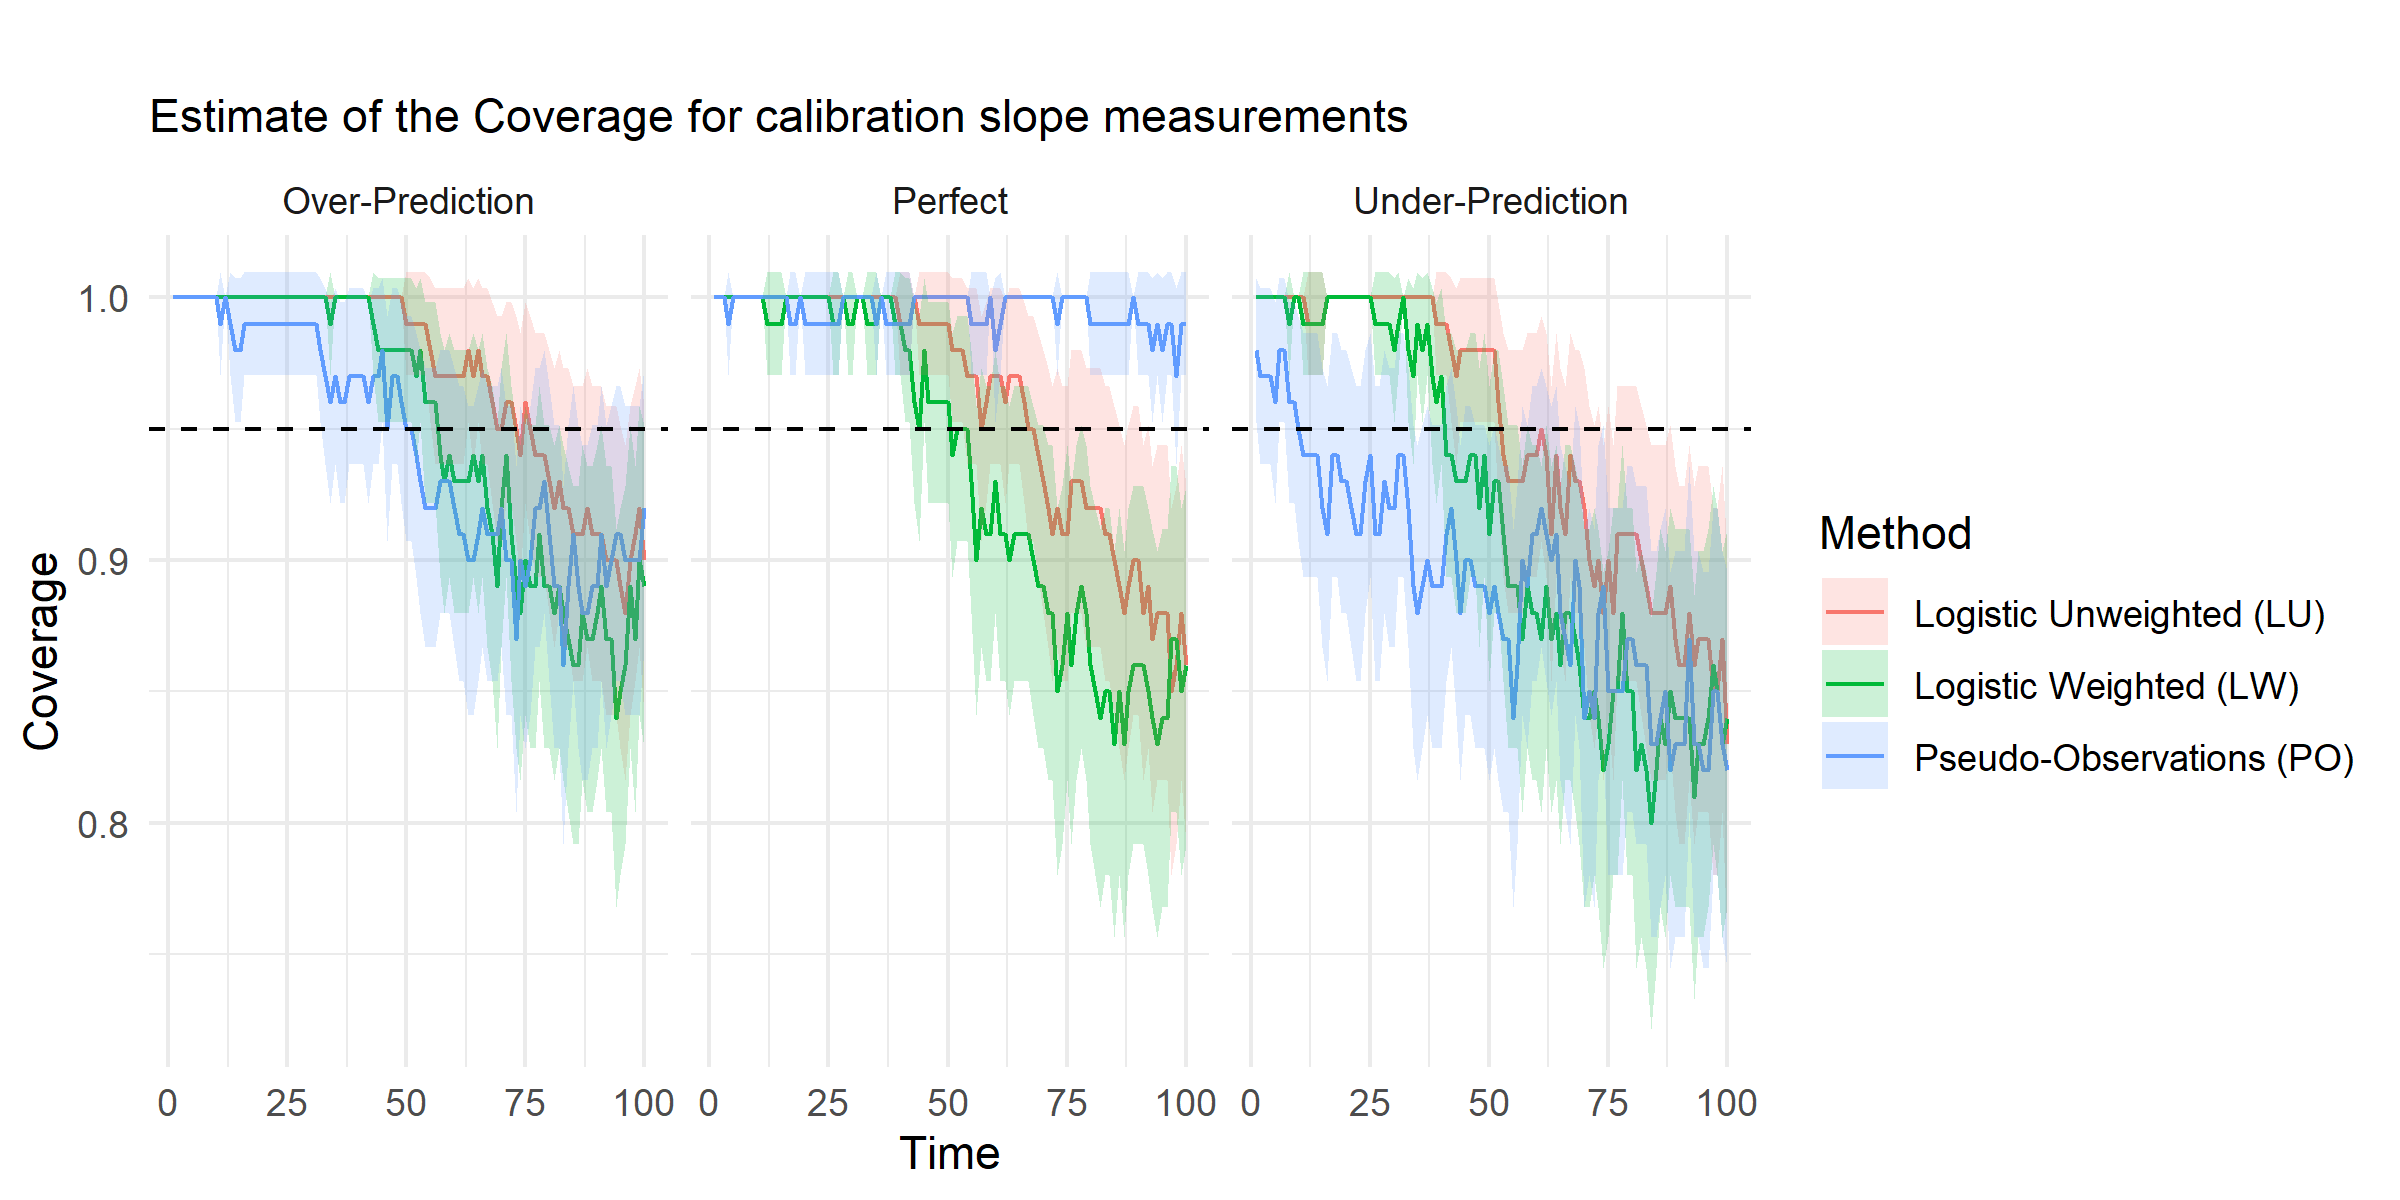 Estimate of the Coverage for calibration slope measurements
Over-Prediction
Perfect
Under-Prediction
1.0
0.9
0.8
Coverage
0 25 50 75 100
0 25 50 75 100
0 25 50 75 100
Time
Method
Logistic Unweighted (LU)
Logistic Weighted (LW)
Pseudo-Observations (PO)